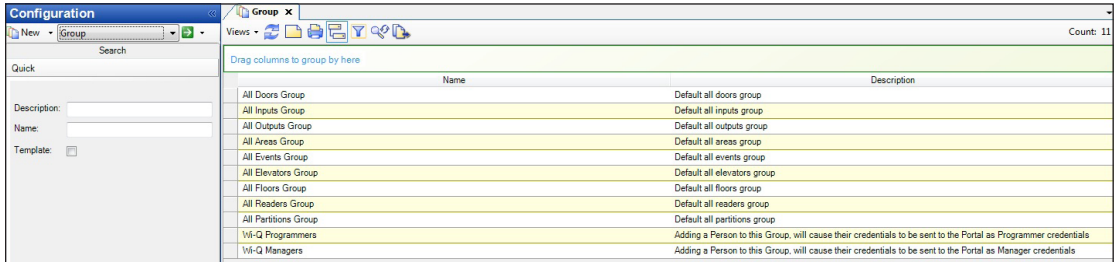 Configuration
New
Group
Search
Quick
Description:
Name:
Template:
Group
Views
Count: 11
Drag columns to group by here
Name Description
All Doors Group Default all doors group
All Inputs Group Default all inputs group
All Outputs Group Default all outputs group
All Areas Group Default all areas group
All Events Group Default all events group
All Elevators Group Default all elevators group
All Floors Group Default all floors group
All Readers Group Default all readers group
All Partitions Group Default all partitions group
Wi-Q Programmers Adding a Person to this Group, will cause their credentials to be sent to the Portal as Programmer credentials
Wi-Q Managers Adding a Person to this Group, will cause their credentials to be sent to the Portal as Manager credentials